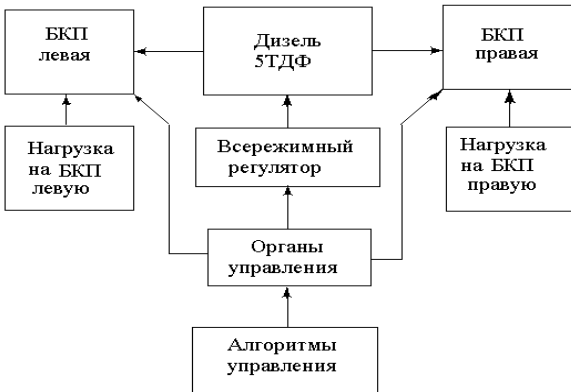 БКП
левая
Дизель
5ТДФ
БКП
правая
Нагрузка
на БКП
левую
Всережимный
регулятор
Нагрузка
на БКП
правую
Органы
управления
Алгоритмы
управления